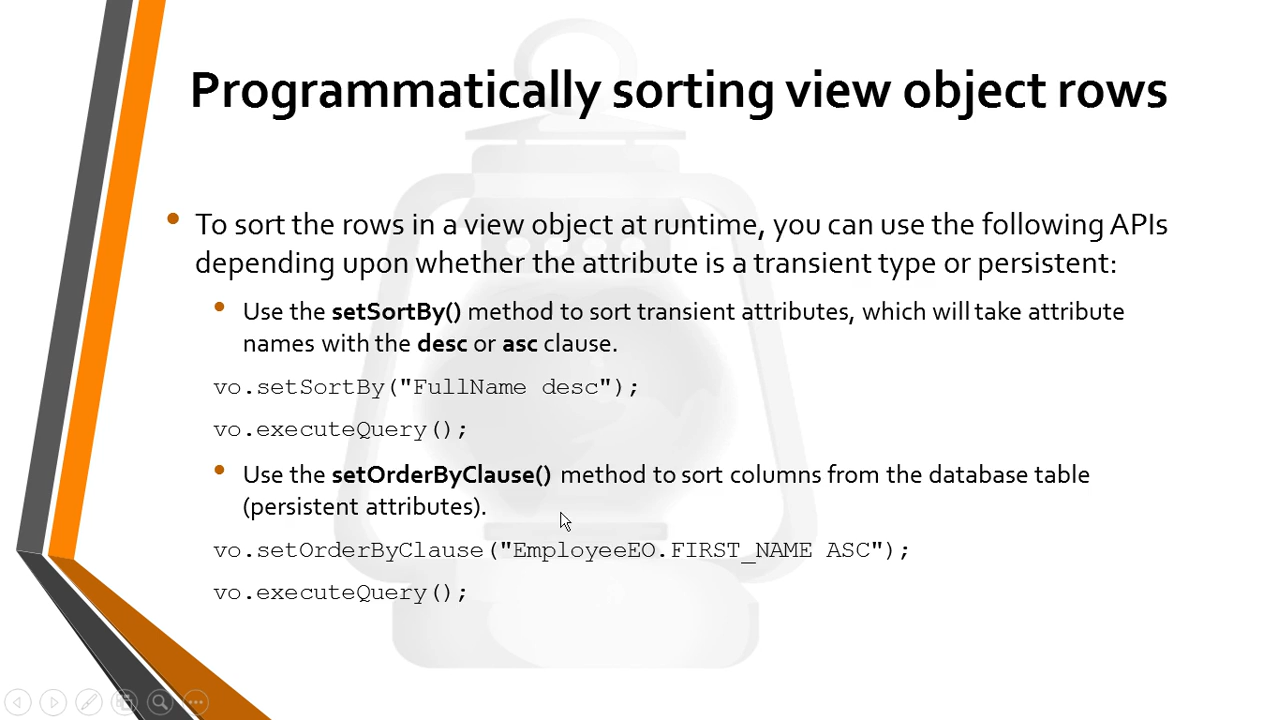 Programmatically sorting view object rows
To sort the rows in a view object at runtime, you can use the following APIs
depending upon whether the attribute is a transient type or persistent:
Use the setSortBy() method to sort transient attributes, which will take attribute
names with the desc or asc clause.
vo.setSortBy("FullName desc");
vo.executeQuery();
Use the setOrderByClause() method to sort columns from the database table
(persistent attributes).
vo.setOrderByClause("EmployeeEO.FIRST_NAME ASC");
vo.executeQuery();